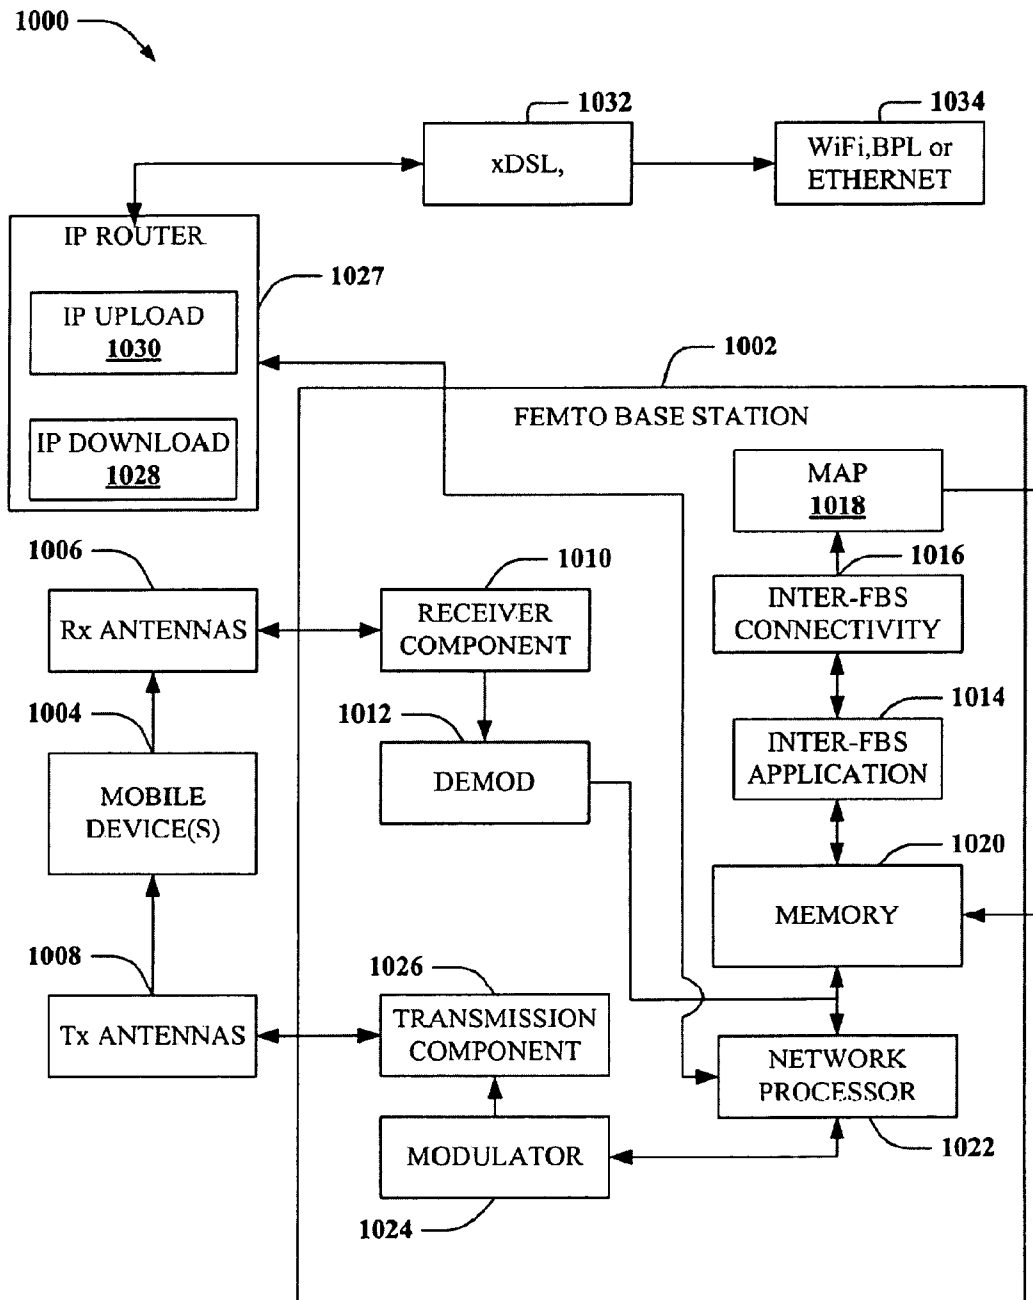 1000
1032
xDSL,
1034
WiFi,BPL or
ETHERNET
IP ROUTER
1027
IP UPLOAD
1030
IP DOWNLOAD
1028
1002
FEMTO BASE STATION
MAP
1018
1006
Rx ANTENNAS
1010
RECEIVER
COMPONENT
1016
INTER-FBS
CONNECTIVITY
1004
MOBILE
DEVICE(S)
1012
DEMOD
1014
INTER-FBS
APPLICATION
1020
MEMORY
1008
Tx ANTENNAS
1026
TRANSMISSION
COMPONENT
NETWORK
PROCESSOR
1022
MODULATOR
1024